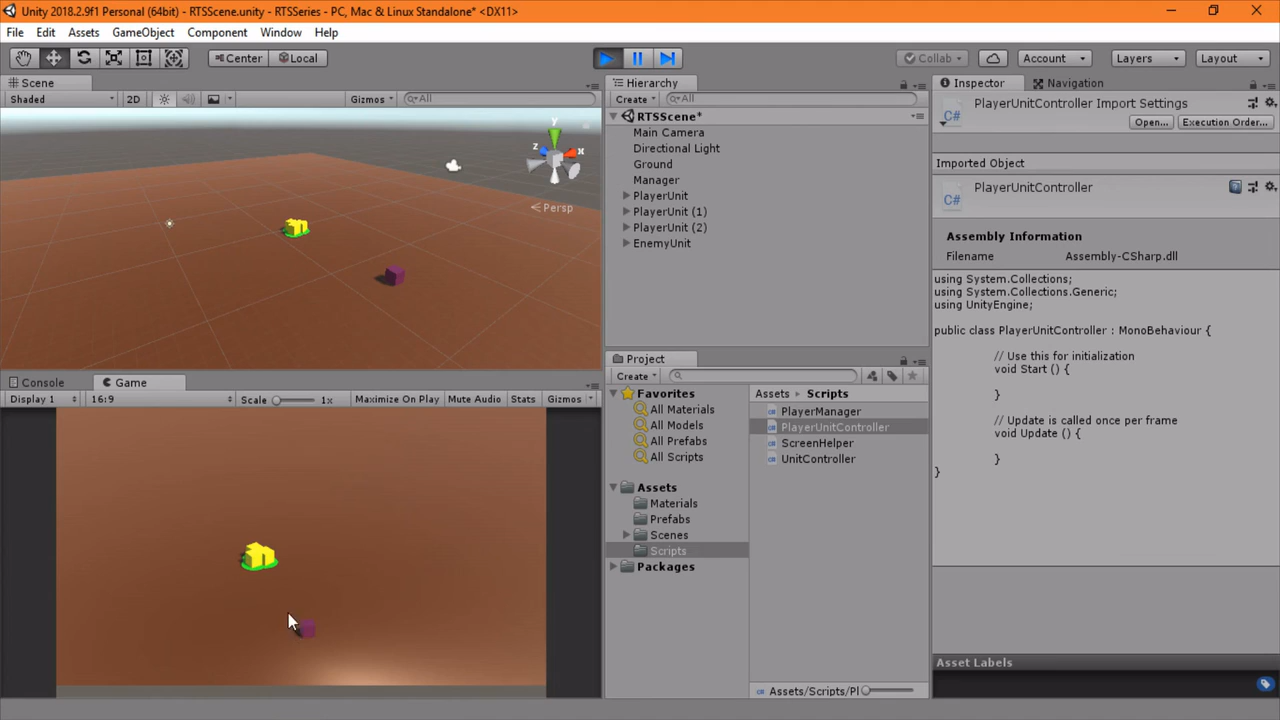 Unity 2018.2.9f1 Personal (64bit) - RTSScene.unity - RTSSeries - PC, Mac & Linux Standalone* <DX11>
File Edit Assets GameObject Component Window Help
Center Local Collab Account Layers Layout
Scene
Shaded 2D Gizmos All
y
x
z
Persp
Console Game
Display 1 16:9 Scale 1x Maximize On Play Mute Audio Stats Gizmos
Hierarchy
Create All
RTSScene*
Main Camera
Directional Light
Ground
Manager
PlayerUnit
PlayerUnit (1)
PlayerUnit (2)
EnemyUnit
Project
Create
Favorites
All Materials
All Models
All Prefabs
All Scripts
Assets
Materials
Prefabs
Scenes
Scripts
Packages
Assets Scripts
PlayerManager
PlayerUnitController
ScreenHelper
UnitController
Assets/Scripts/Pl
Inspector Navigation
PlayerUnitController Import Settings
C#
Open... Execution Order...
Imported Object
PlayerUnitController
C#
Assembly Information
Filename Assembly-CSharp.dll
using System.Collections;
using System.Collections.Generic;
using UnityEngine;
public class PlayerUnitController : MonoBehaviour {
// Use this for initialization
void Start () {
}
// Update is called once per frame
void Update () {
}
}
Asset Labels